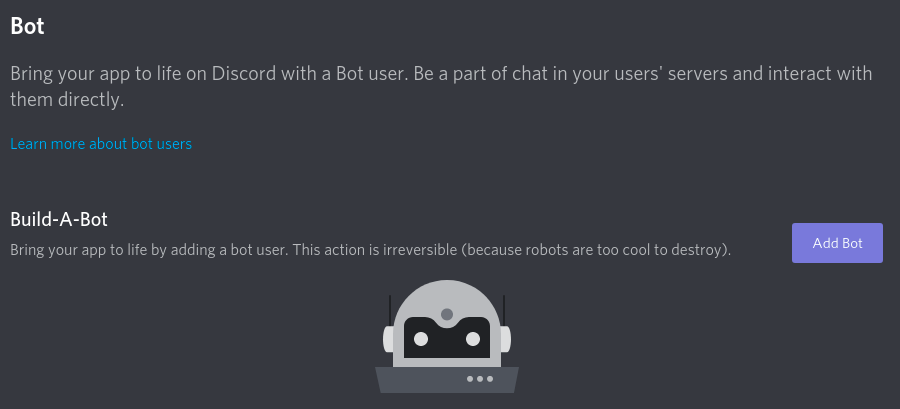 Bot
Bring your app to life on Discord with a Bot user. Be a part of chat in your users' servers and interact with
them directly.
Learn more about bot users
Build-A-Bot
Bring your app to life by adding a bot user. This action is irreversible (because robots are too cool to destroy).
Add Bot